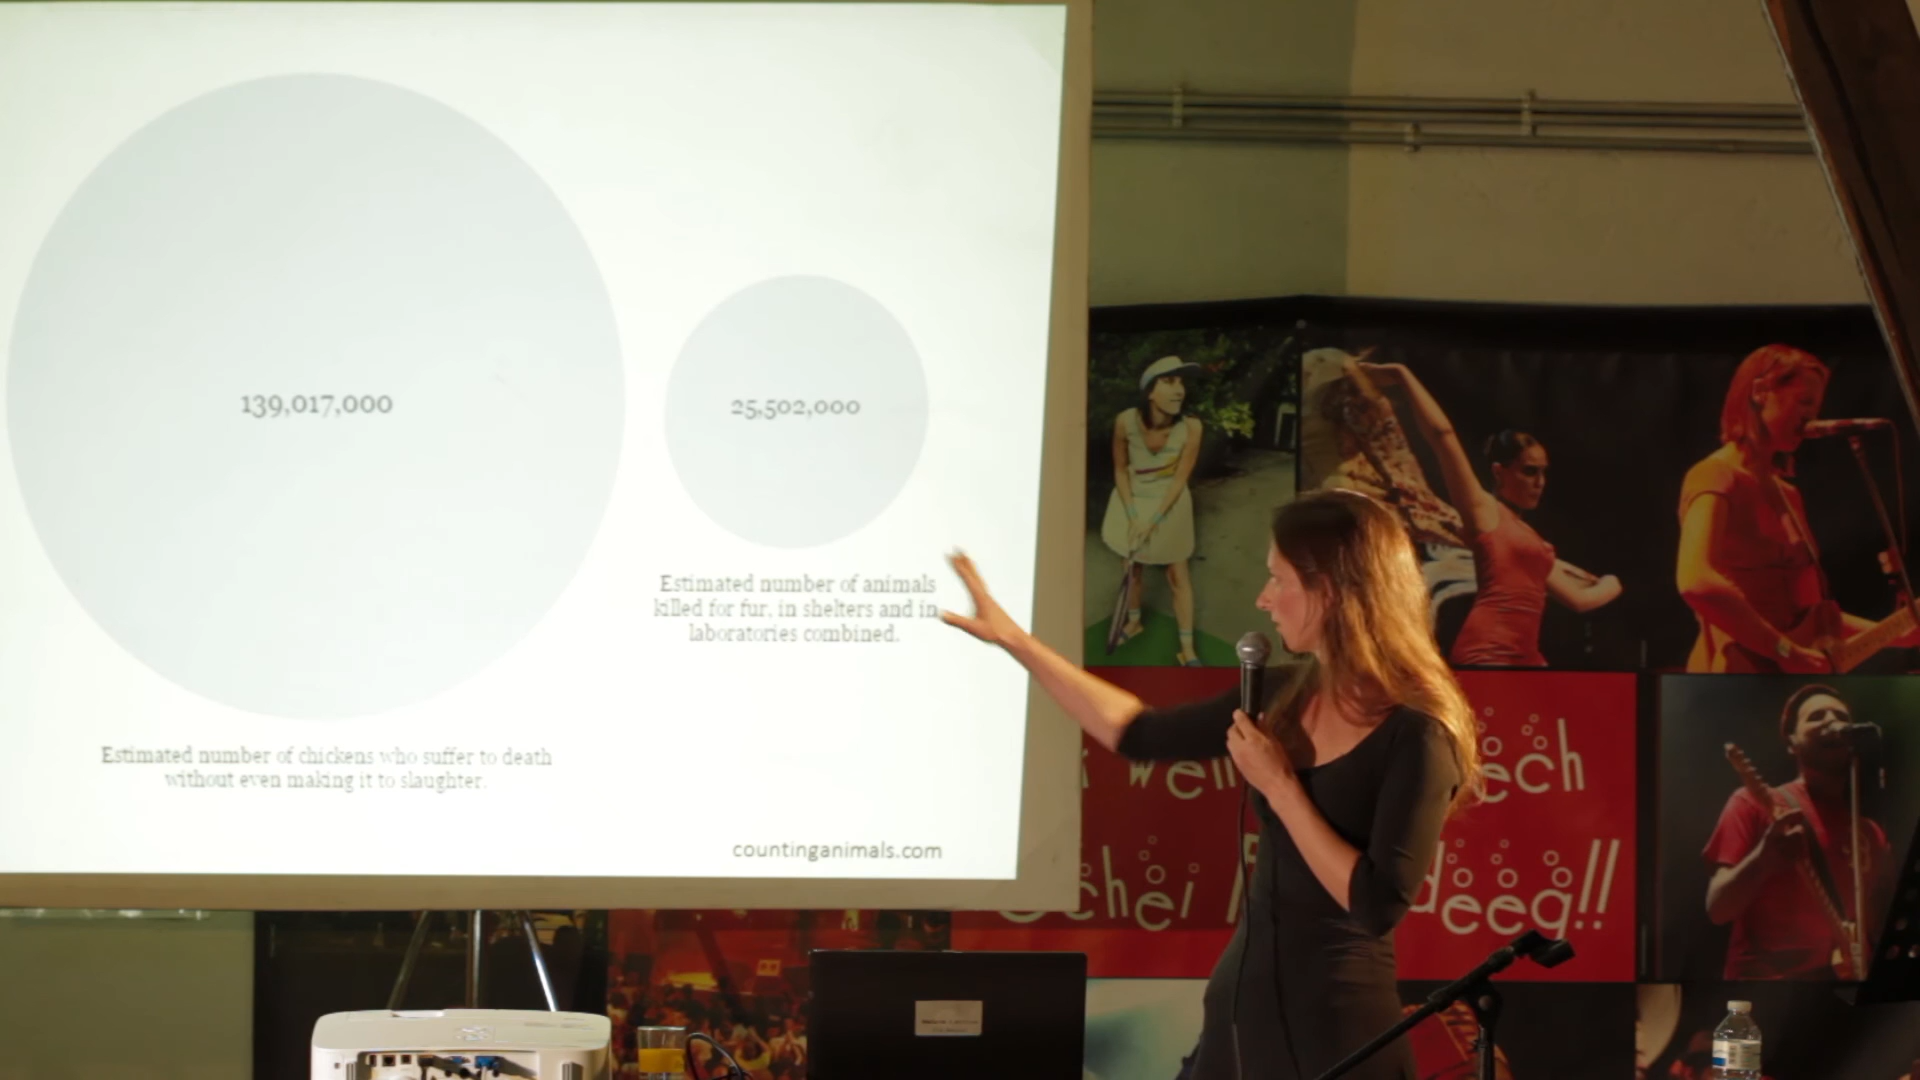 139,017,000
25,502,000
Estimated number of animals
killed for fur, in shelters and in
laboratories combined.
Estimated number of chickens who suffer to death
without even making it to slaughter.
countinganimals.com